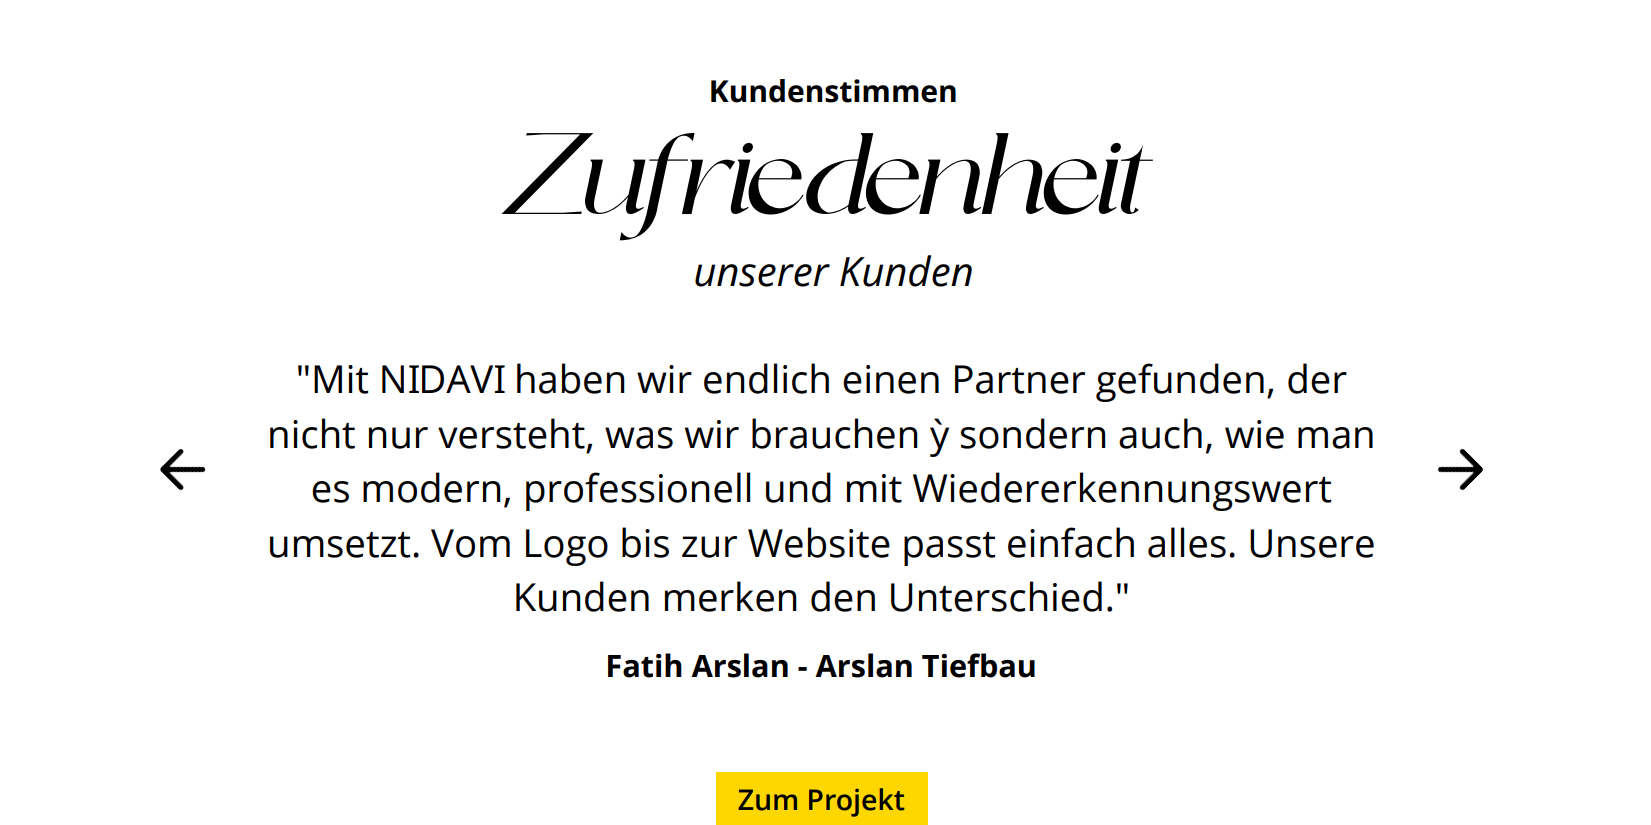 Kundenstimmen
Zufriedenheit
unserer Kunden
"Mit NIDAVI haben wir endlich einen Partner gefunden, der
nicht nur versteht, was wir brauchen ỳ sondern auch, wie man
es modern, professionell und mit Wiedererkennungswert
umsetzt. Vom Logo bis zur Website passt einfach alles. Unsere
Kunden merken den Unterschied."
Fatih Arslan - Arslan Tiefbau
Zum Projekt